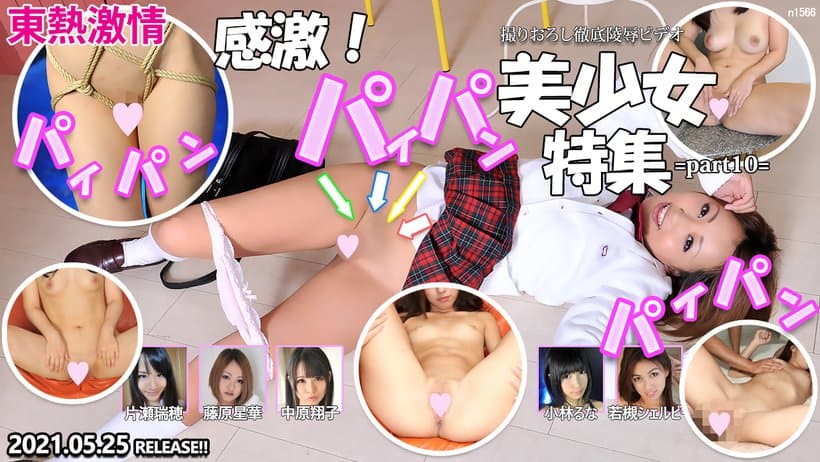 n1566
東熱激情
感激！
撮りおろし徹底陵辱ビデオ
パイパン
パイパン
美少女
特集
=part10=
パイパン
片瀬瑞穂
藤原星華
中原翔子
小林るな
若槻シェルビー
2021.05.25 RELEASE!!